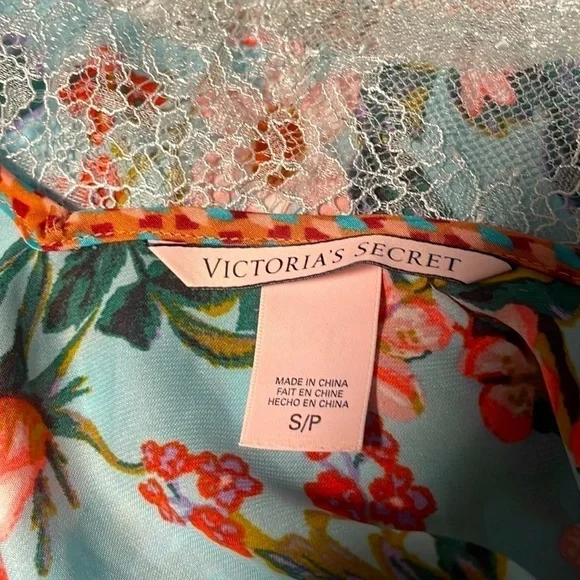 VICTORIA'S SECRET
MADE IN CHINA
FAIT EN CHINE
HECHO EN CHINA
S/P